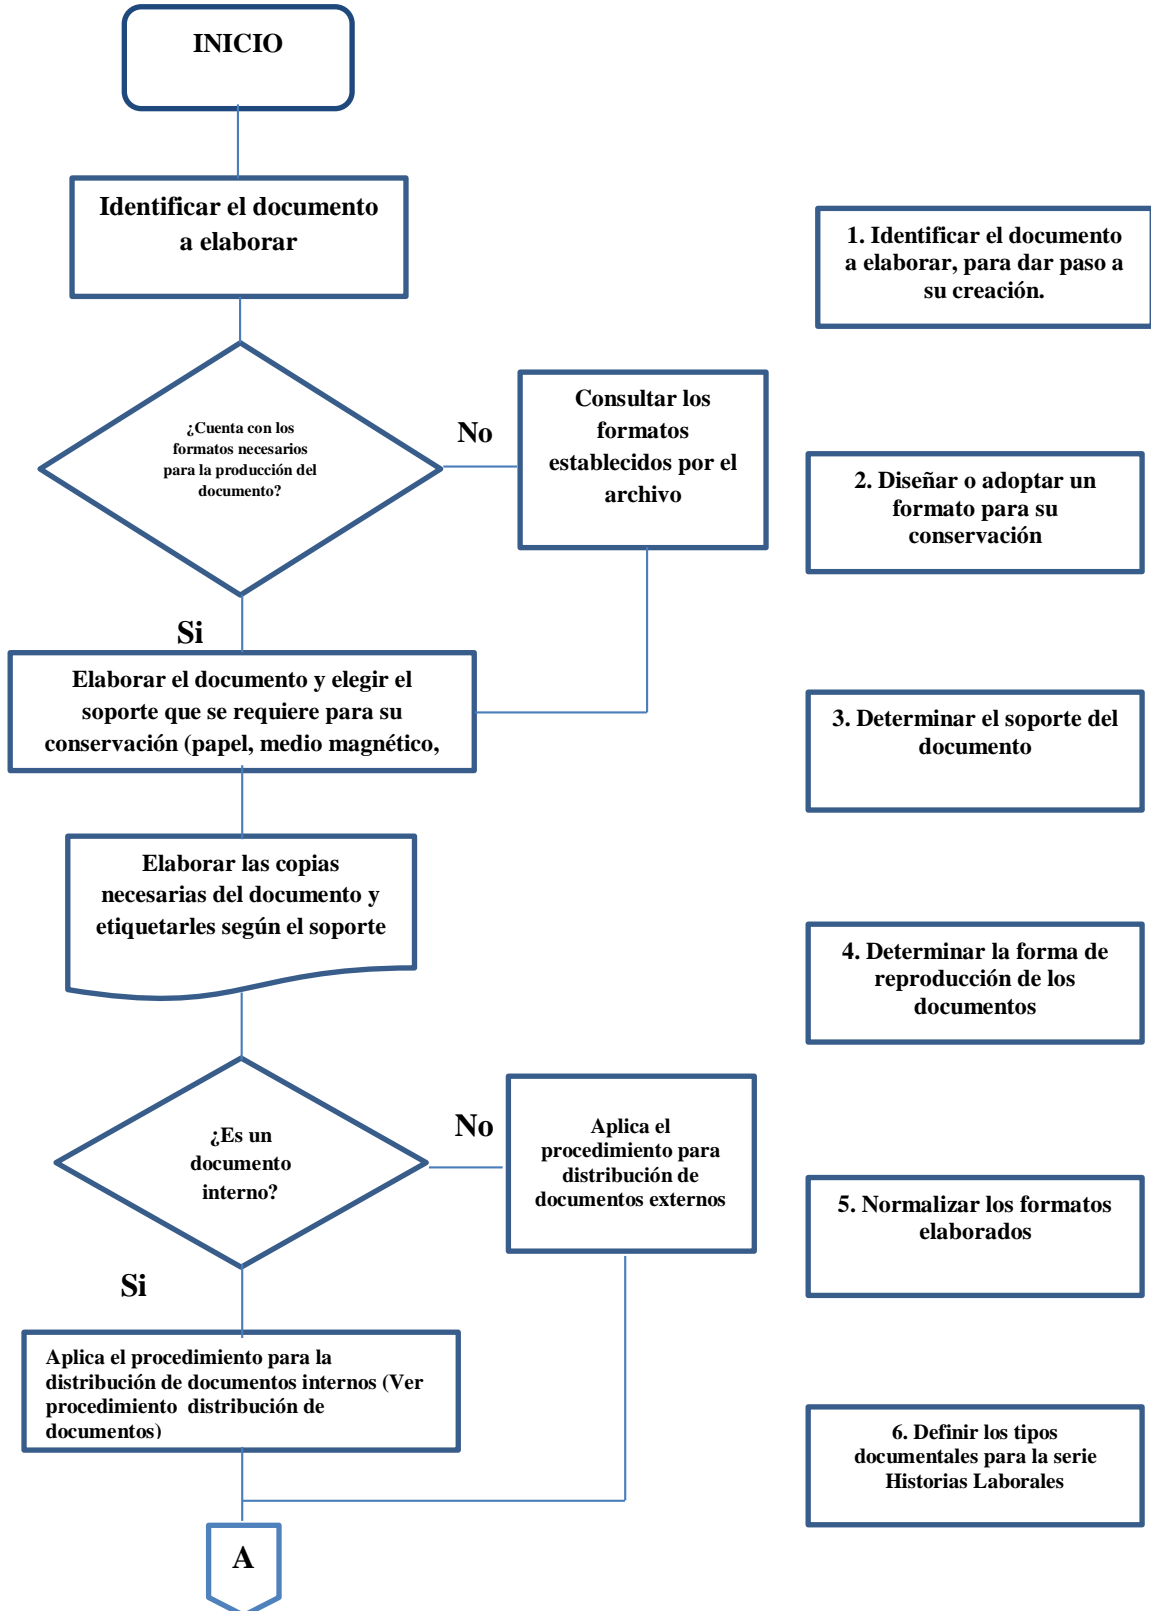 INICIO
Identificar el documento
a elaborar
1. Identificar el documento
a elaborar, para dar paso a
su creación.
¿Cuenta con los
formatos necesarios
para la producción del
documento?
No
Consultar los
formatos
establecidos por el
archivo
2. Diseñar o adoptar un
formato para su
conservación
Si
Elaborar el documento y elegir el
soporte que se requiere para su
conservación (papel, medio magnético,
3. Determinar el soporte del
documento
Elaborar las copias
necesarias del documento y
etiquetarles según el soporte
4. Determinar la forma de
reproducción de los
documentos
¿Es un
documento
interno?
No
Aplica el
procedimiento para
distribución de
documentos externos
5. Normalizar los formatos
elaborados
Si
Aplica el procedimiento para la
distribución de documentos internos (Ver
procedimiento distribución de
documentos)
6. Definir los tipos
documentales para la serie
Historias Laborales
A